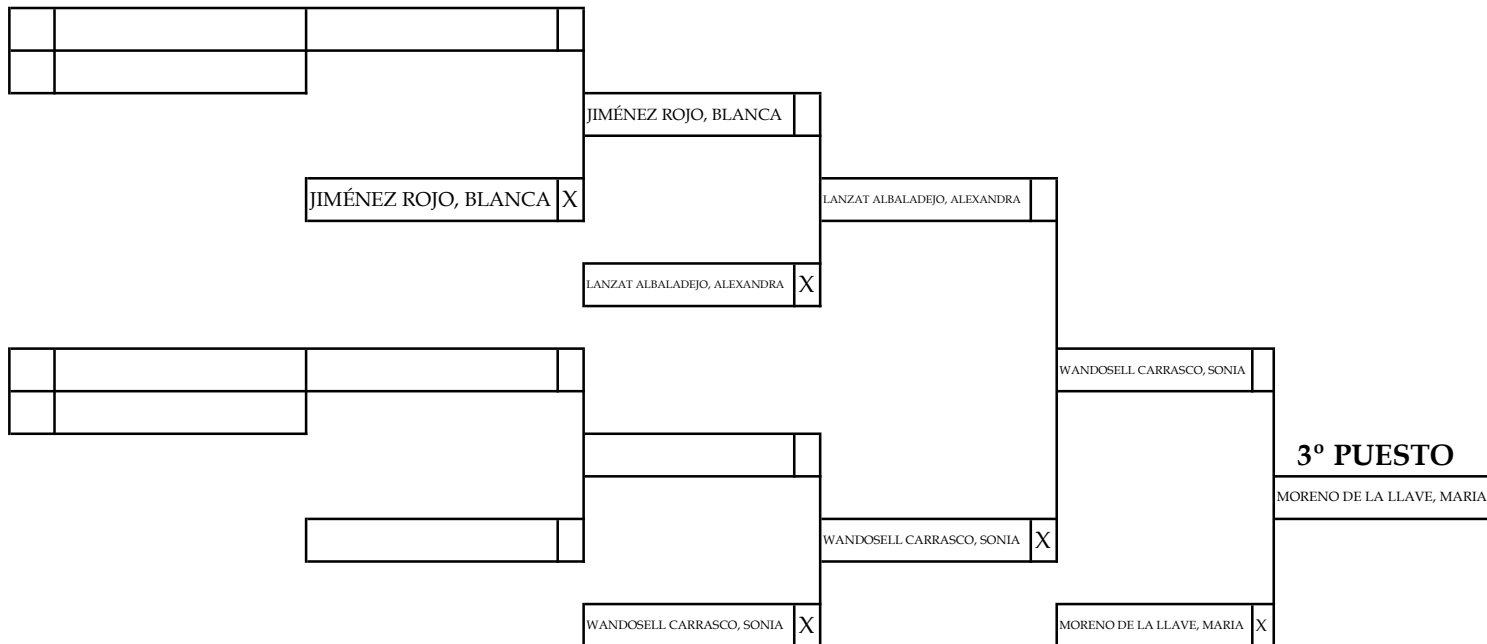 JIMÉNEZ ROJO, BLANCA
JIMÉNEZ ROJO, BLANCA X
LANZAT ALBALADEJO, ALEXANDRA
LANZAT ALBALADEJO, ALEXANDRA X
WANDOSELL CARRASCO, SONIA
3º PUESTO
MORENO DE LA LLAVE, MARIA
WANDOSELL CARRASCO, SONIA X
WANDOSELL CARRASCO, SONIA X
MORENO DE LA LLAVE, MARIA X